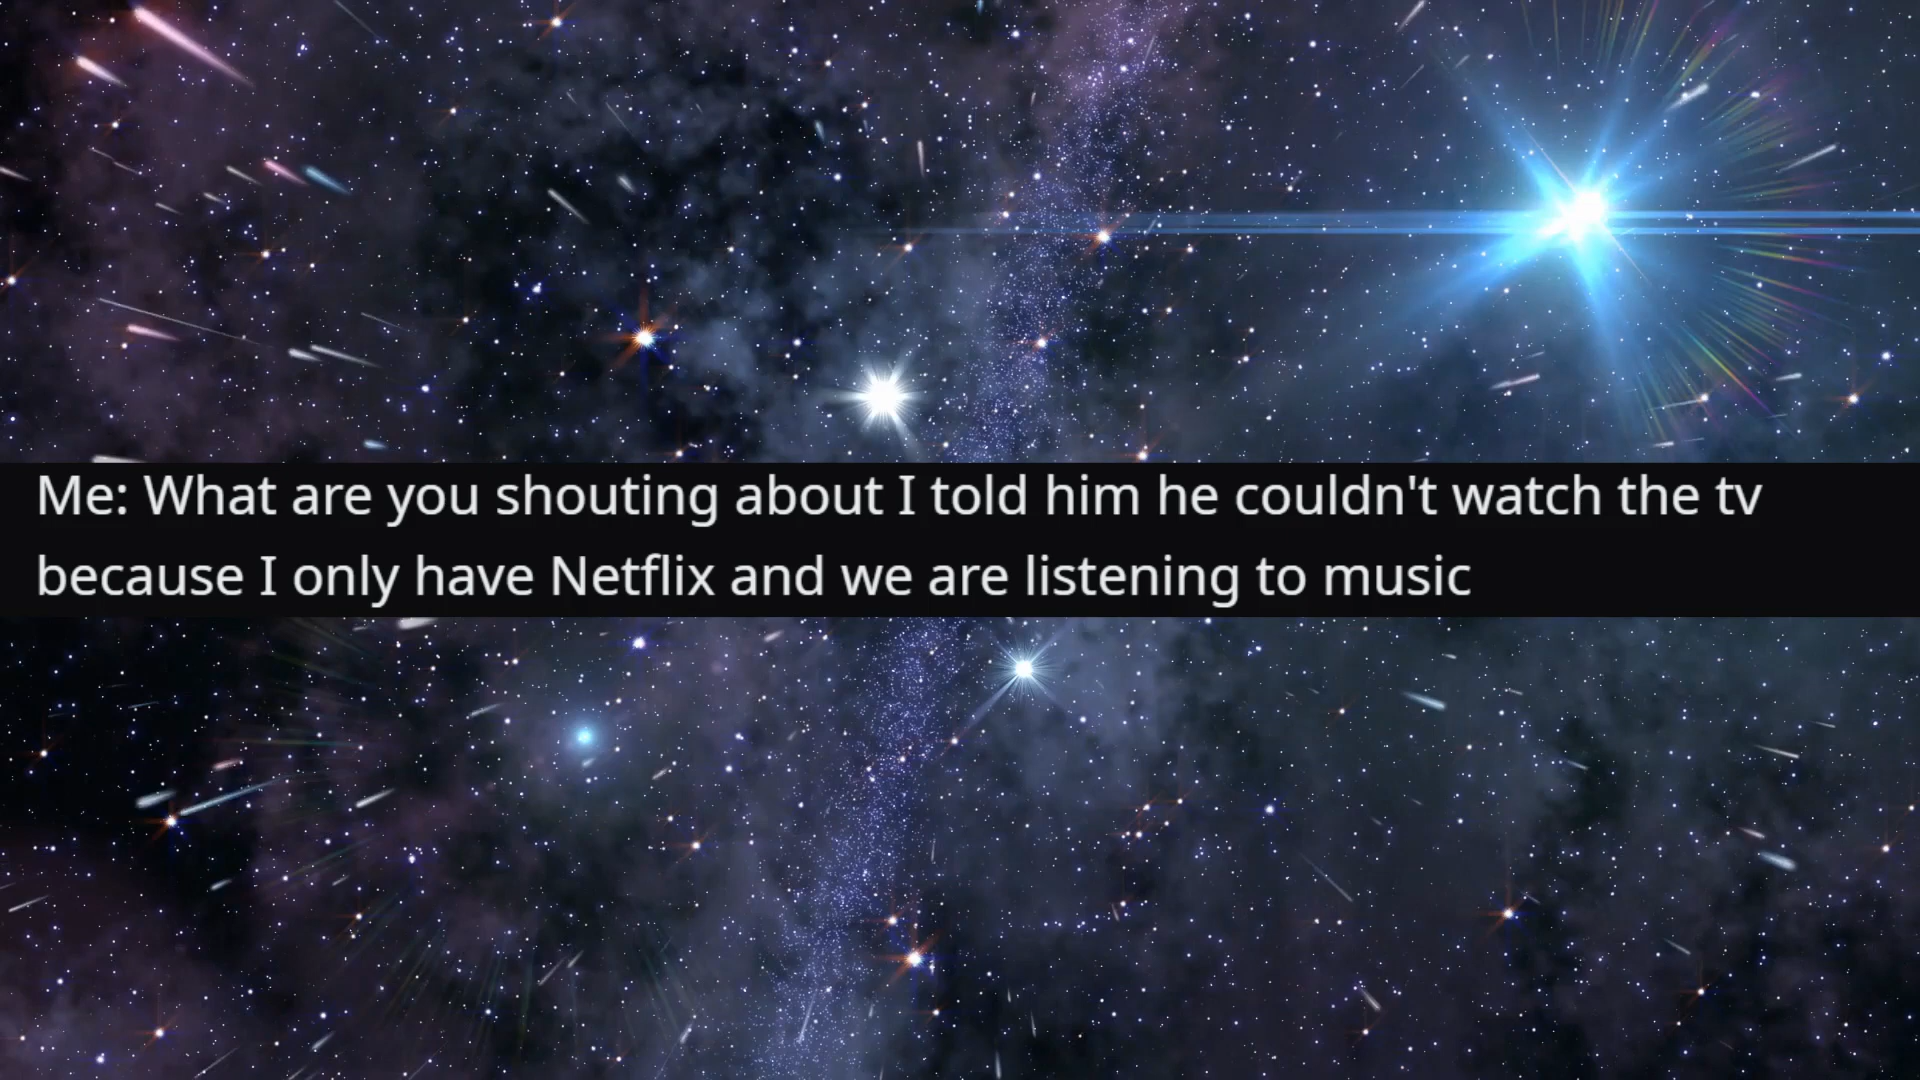 Me: What are you shouting about I told him he couldn't watch the tv
because I only have Netflix and we are listening to music